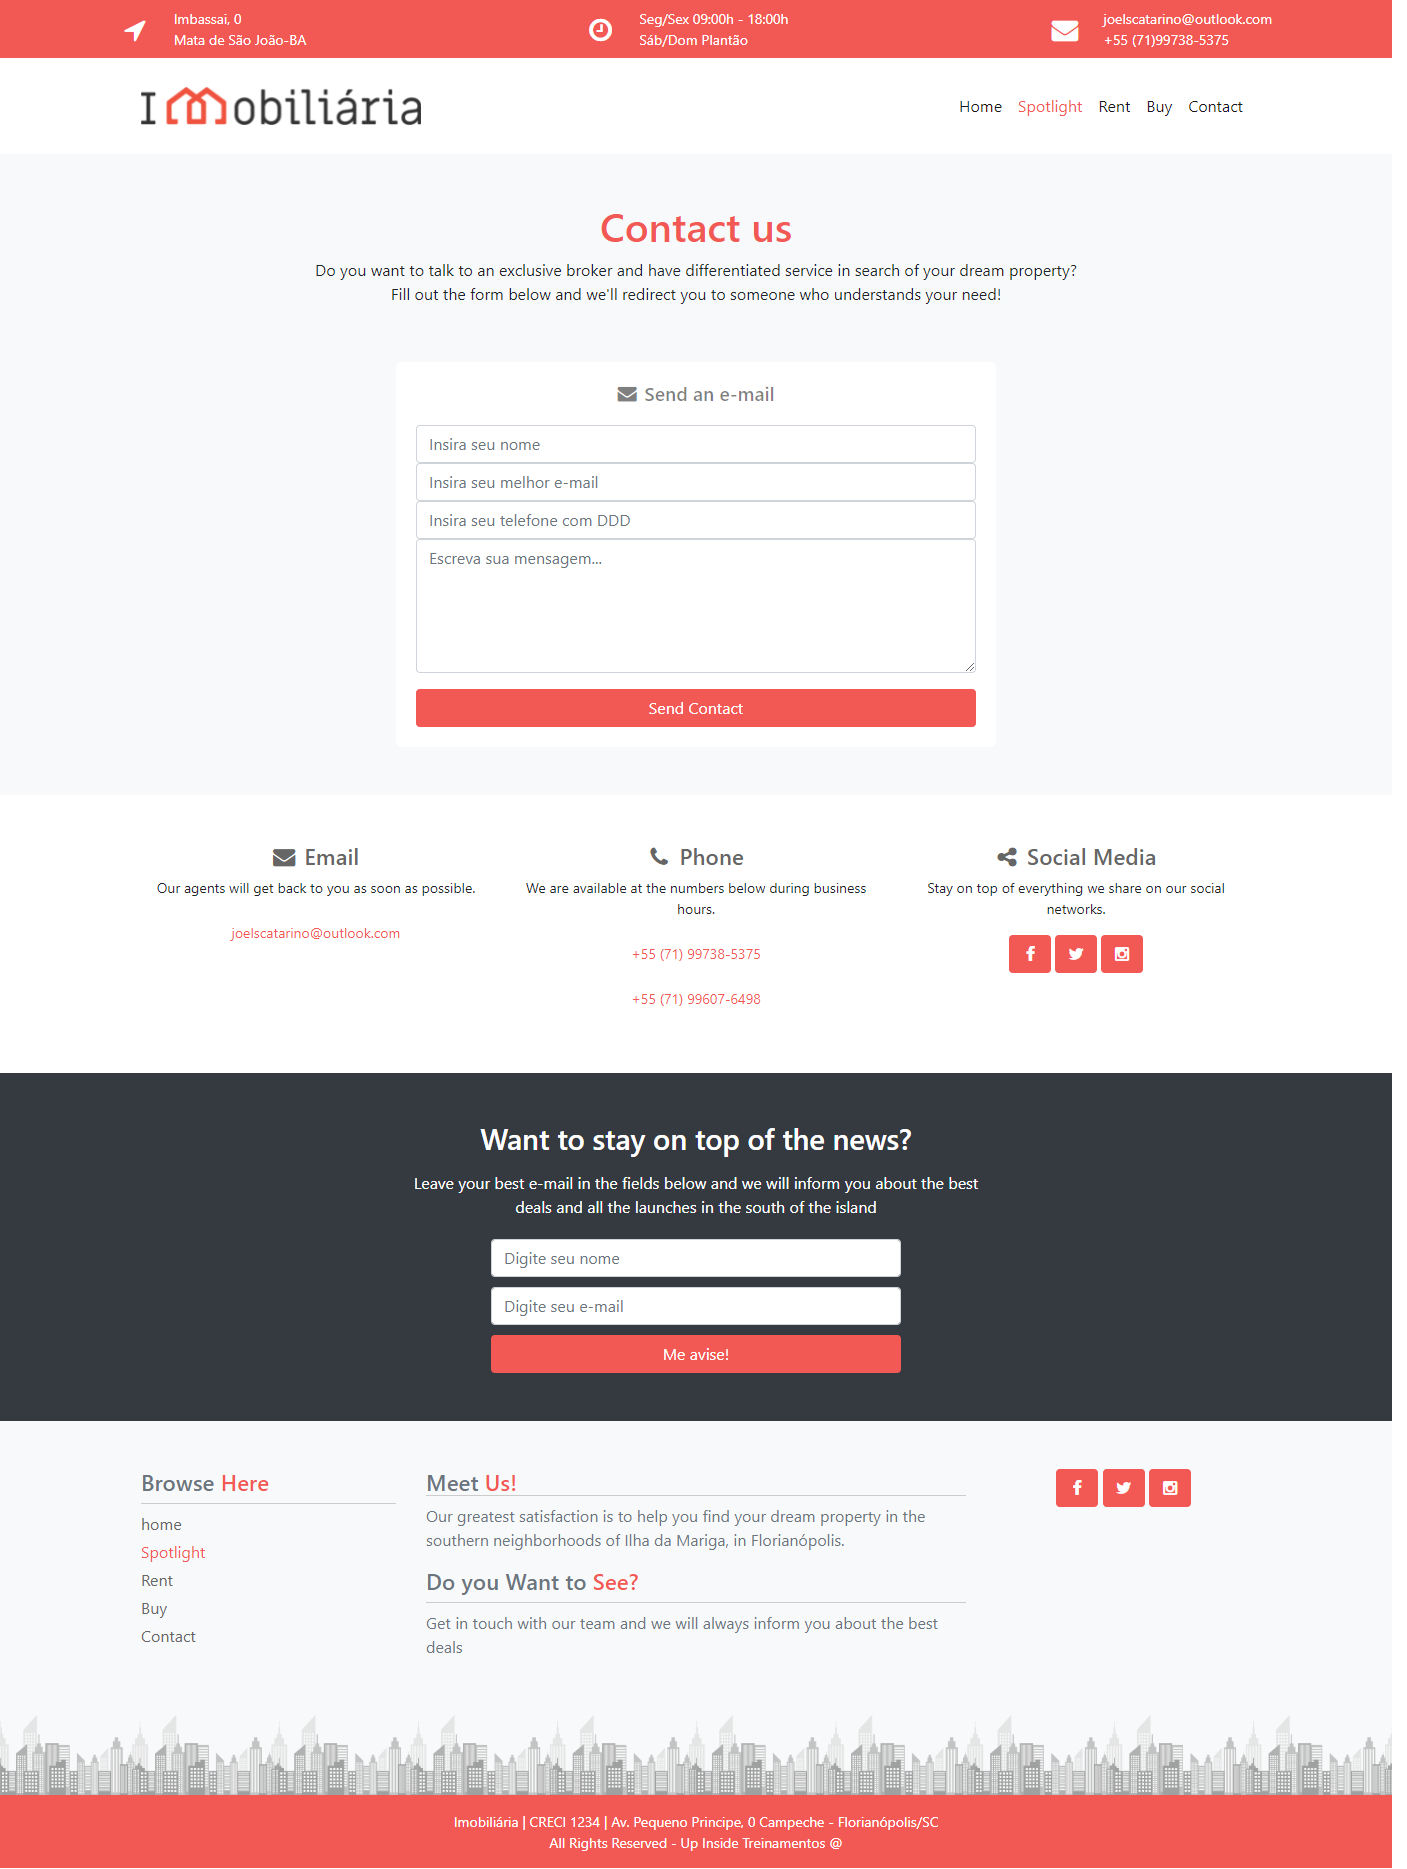 Imbassai, 0
Mata de São João-BA
Seg/Sex 09:00h - 18:00h
Sáb/Dom Plantão
joelscatarino@outlook.com
+55 (71)99738-5375
Imobiliária
Home Spotlight Rent Buy Contact
Contact us
Do you want to talk to an exclusive broker and have differentiated service in search of your dream property?
Fill out the form below and we'll redirect you to someone who understands your need!
Send an e-mail
Insira seu nome
Insira seu melhor e-mail
Insira seu telefone com DDD
Escreva sua mensagem...
Send Contact
Email
Our agents will get back to you as soon as possible.
joelscatarino@outlook.com
Phone
We are available at the numbers below during business
hours.
+55 (71) 99738-5375
+55 (71) 99607-6498
Social Media
Stay on top of everything we share on our social
networks.
Want to stay on top of the news?
Leave your best e-mail in the fields below and we will inform you about the best
deals and all the launches in the south of the island
Digite seu nome
Digite seu e-mail
Me avise!
Browse Here
home
Spotlight
Rent
Buy
Contact
Meet Us!
Our greatest satisfaction is to help you find your dream property in the
southern neighborhoods of Ilha da Mariga, in Florianópolis.
Do you Want to See?
Get in touch with our team and we will always inform you about the best
deals
Imobiliária | CRECI 1234 | Av. Pequeno Principe, 0 Campeche - Florianópolis/SC
All Rights Reserved - Up Inside Treinamentos @